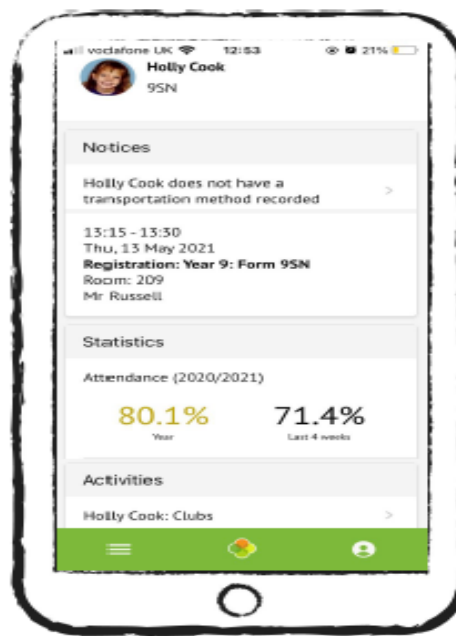 vodafone UK 12:53 21%
Holly Cook
9SN
Notices
Holly Cook does not have a
transportation method recorded
13:15 - 13:30
Thu, 13 May 2021
Registration: Year 9: Form 9SN
Room: 209
Mr Russell
Statistics
Attendance (2020/2021)
80.1% 71.4%
Year Last 4 weeks
Activities
Holly Cook: Clubs